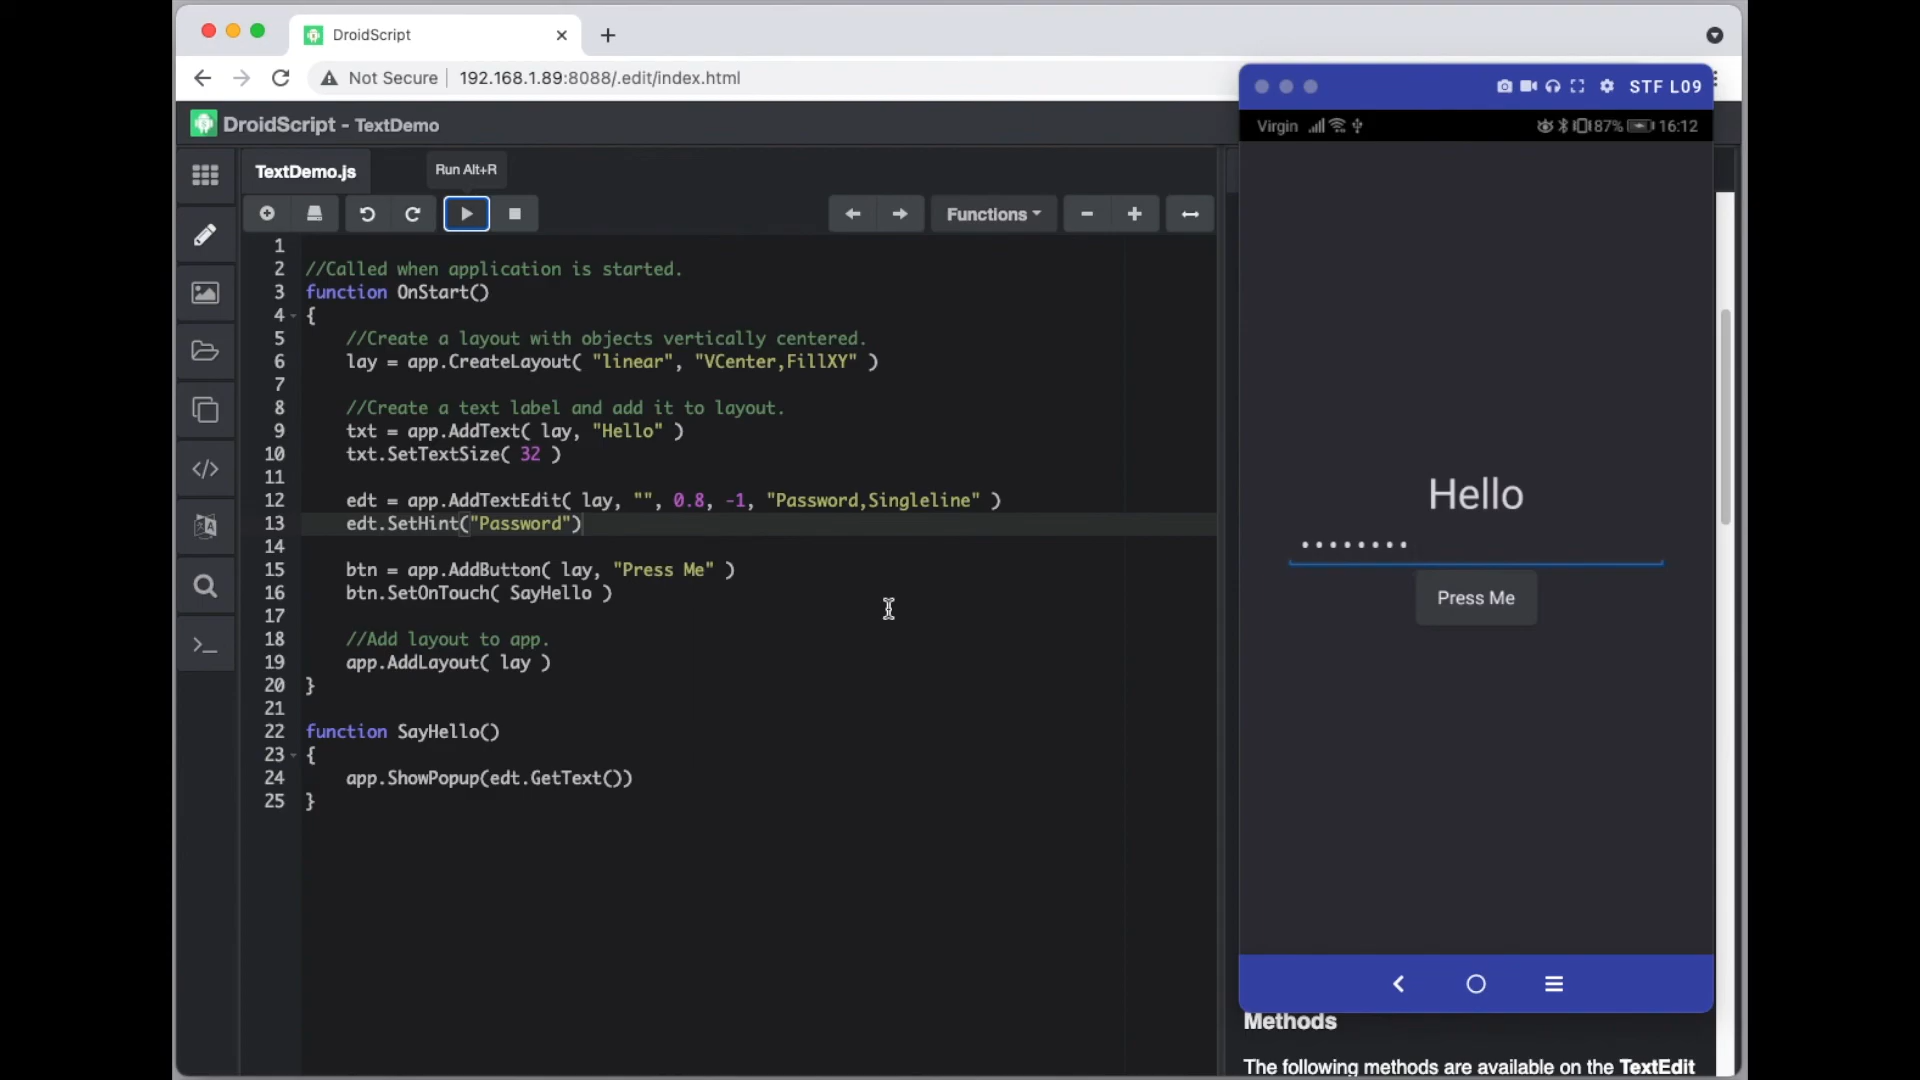 DroidScript
Not Secure 192.168.1.89:8088/.edit/index.html
STF L09
Virgin 87% 16:12
DroidScript - TextDemo
TextDemo.js
Run Alt+R
Functions
1
2 //Called when application is started.
3 function OnStart()
4 {
5 //Create a layout with objects vertically centered.
6 lay = app.CreateLayout( "linear", "VCenter,FillXY" )
7
8 //Create a text label and add it to layout.
9 txt = app.AddText( lay, "Hello" )
10 txt.SetTextSize( 32 )
11
12 edt = app.AddTextEdit( lay, "", 0.8, -1, "Password,Singleline" )
13 edt.SetHint("Password")
14
15 btn = app.AddButton( lay, "Press Me" )
16 btn.SetOnTouch( SayHello )
17
18 //Add layout to app.
19 app.AddLayout( lay )
20 }
21
22 function SayHello()
23 {
24 app.ShowPopup(edt.GetText())
25 }
Hello
••••••••
Press Me
Methods
The following methods are available on the TextEdit